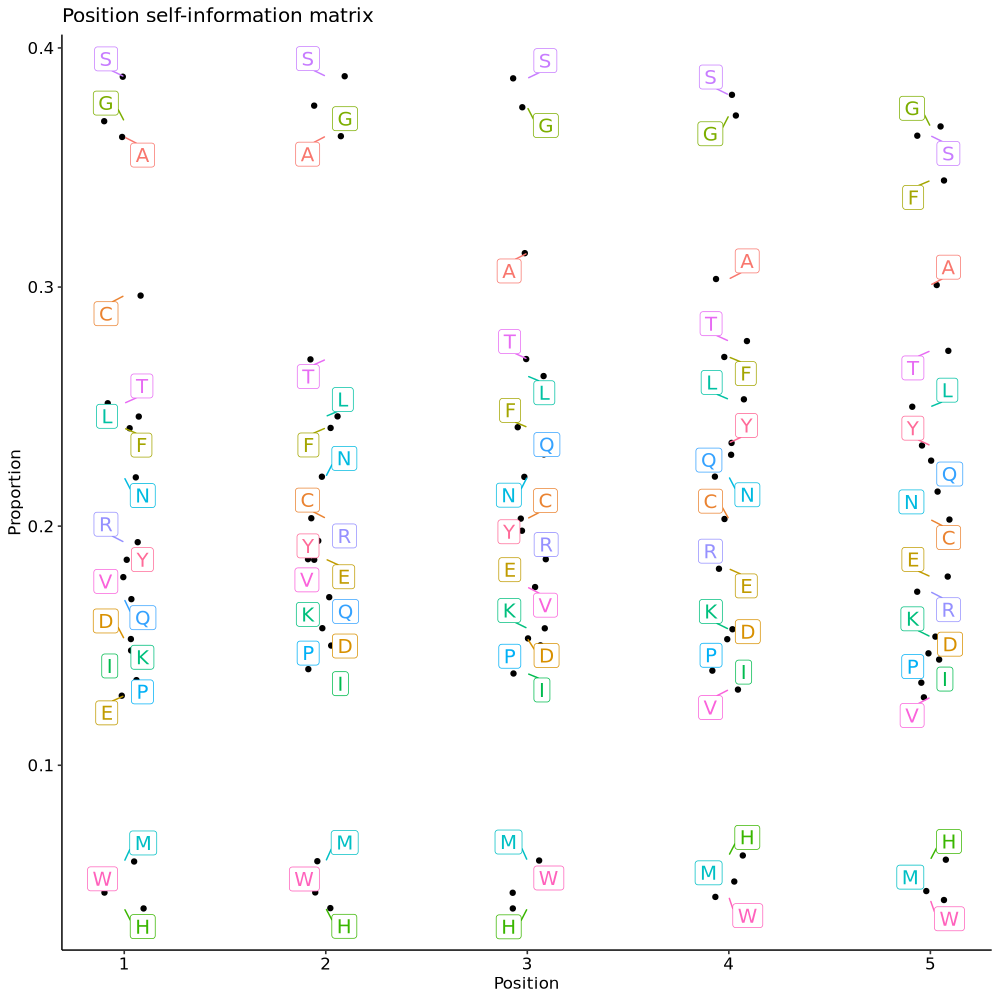 Position self-information matrix
0.4
S S S S G
G G G G S
A A F
0.3
A A A
C
T T T T T
L L L F L
F F F L Y
N N Q Y Q
R C N Q N
Y R C N C
V Y Y C E
Q V R R R
D E E E K
K K V K D
I Q K D P
P P P P I
E D D I V
I I V
0.1
M M M H H
W W W M M
H H H W W
0.2
Proportion
1 2 3 4 5
Position